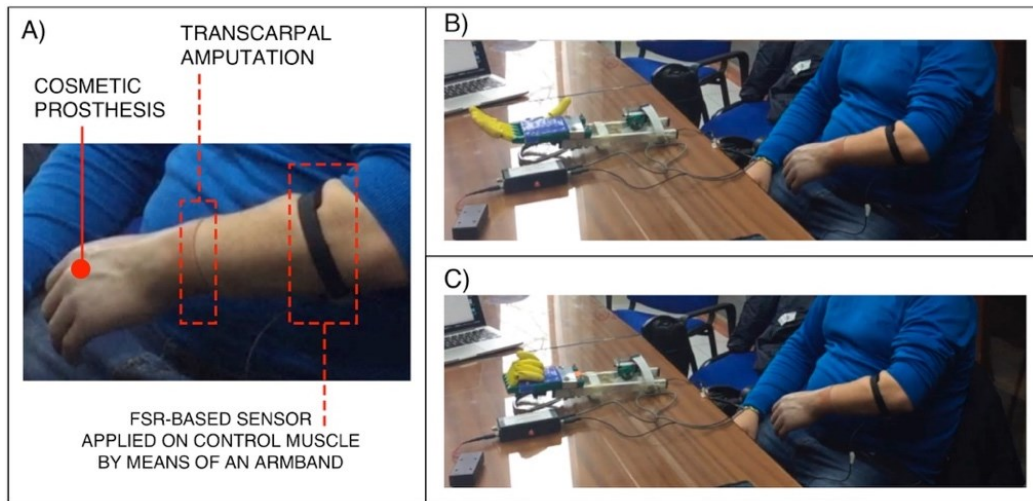 A)
TRANSCARPAL
AMPUTATION
COSMETIC
PROSTHESIS
FSR-BASED SENSOR
APPLIED ON CONTROL MUSCLE
BY MEANS OF AN ARMBAND
B)
C)